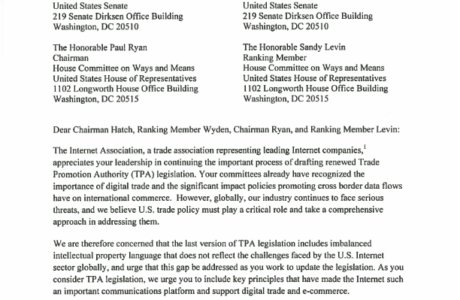 United States Senate
United States Senate
219 Senate Dirksen Office Building
219 Senate Dirksen Office Building
Washington, DC 20510
Washington, DC 20510
The Honorable Paul Ryan
The Honorable Sandy Levin
Chairman
Ranking Member
House Committee on Ways and Means
House Committee on Ways and Means
United States House of Representatives
United States House of Representatives
1102 Longworth House Office Building
1102 Longworth House Office Building
Washington, DC 20515
Washington, DC 20515
Dear Chairman Hatch, Ranking Member Wyden, Chairman Ryan, and Ranking Member Levin:
The Internet Association, a trade association representing leading Internet companies,1
appreciates your leadership in continuing the important process of drafting renewed Trade
Promotion Authority (TPA) legislation. Your committees already have recognized the
importance of digital trade and the significant impact policies promoting cross border data flows
have on international commerce. However, globally, our industry continues to face serious
threats, and we believe U.S. trade policy must play a critical role and take a comprehensive
approach in addressing them.
We are therefore concerned that the last version of TPA legislation includes imbalanced
intellectual property language that does not reflect the challenges faced by the U.S. Internet
sector globally, and urge that this gap be addressed as you work to update the legislation. As you
consider TPA legislation, we urge you to include key principles that have made the Internet such
an important communications platform and support digital trade and e-commerce.